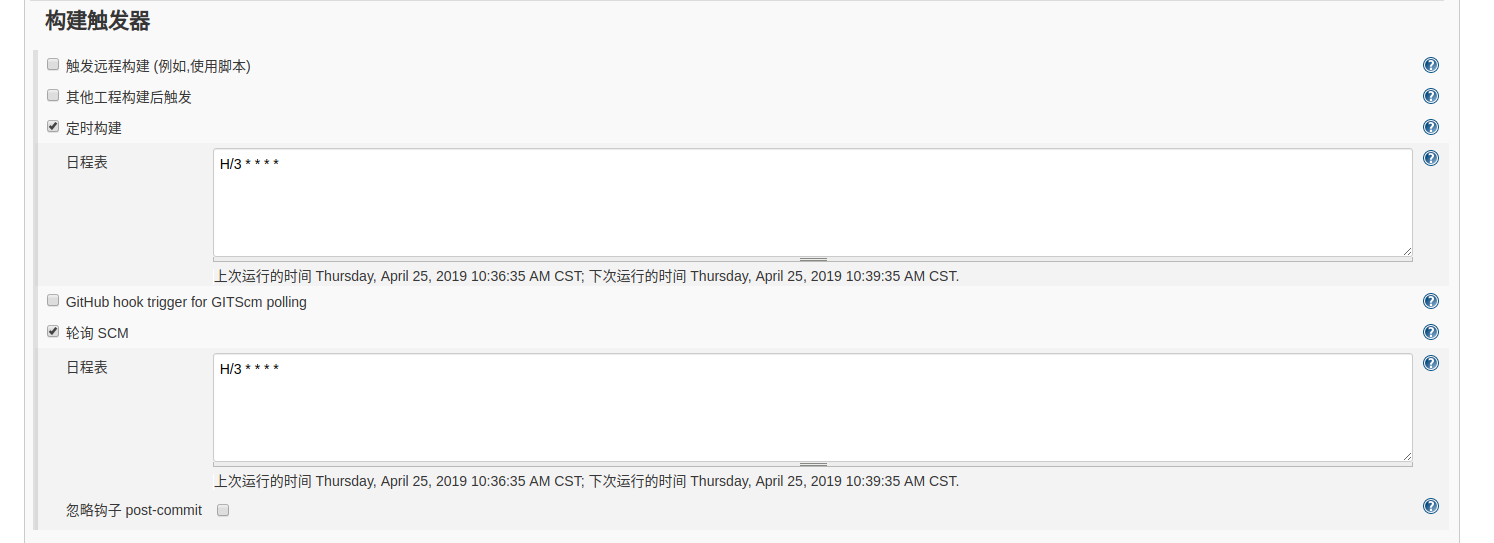 构建触发器
触发远程构建 (例如,使用脚本)
其他工程构建后触发
定时构建
日程表
H/3 * * * *
上次运行的时间 Thursday, April 25, 2019 10:36:35 AM CST; 下次运行的时间 Thursday, April 25, 2019 10:39:35 AM CST.
GitHub hook trigger for GITScm polling
轮询 SCM
日程表
H/3 * * * *
上次运行的时间 Thursday, April 25, 2019 10:36:35 AM CST; 下次运行的时间 Thursday, April 25, 2019 10:39:35 AM CST.
忽略钩子 post-commit